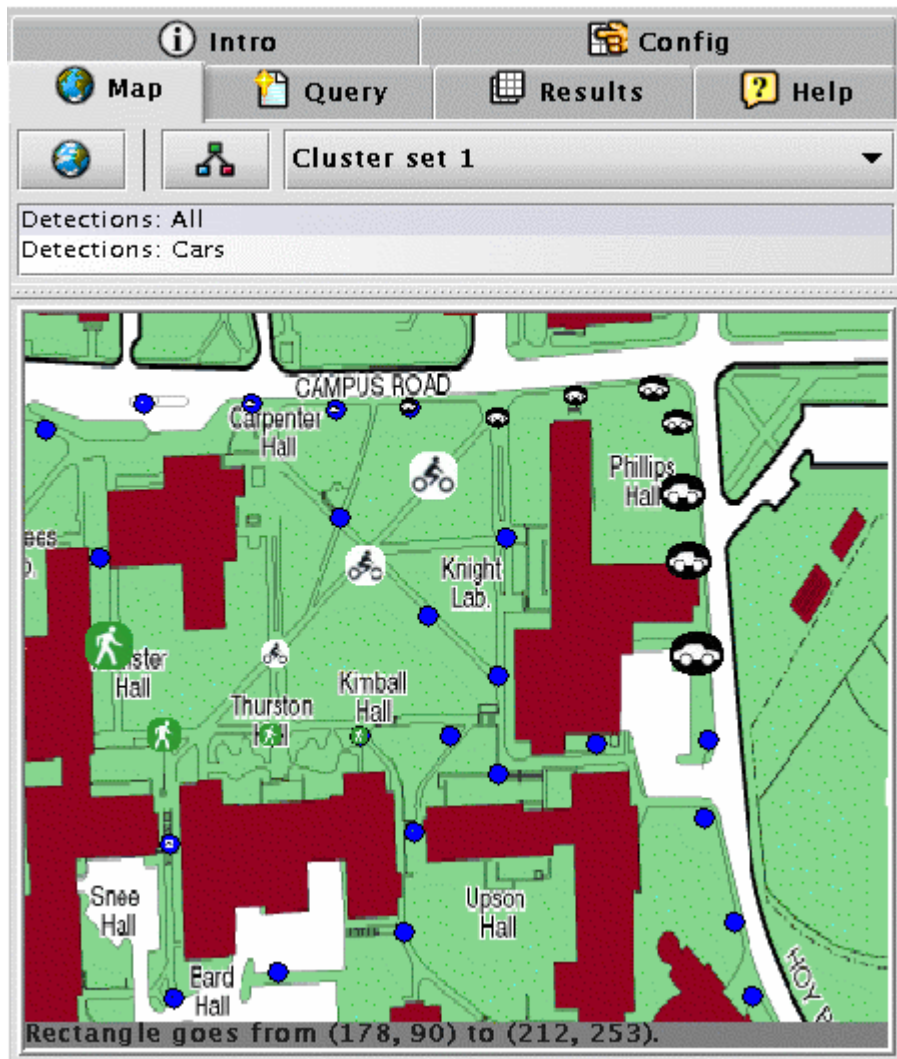 Intro
Config
Map
Query
Results
Help
Cluster set 1
Detections: All
Detections: Cars
CAMPUS ROAD
Carpenter
Hall
Phillips
Hall
Knight
Lab.
Hall
Kimball
Hall
Thurston
Snee
Hall
Upson
Hall
Bard
Hall
HOY
Rectangle goes from (178, 90) to (212, 253).